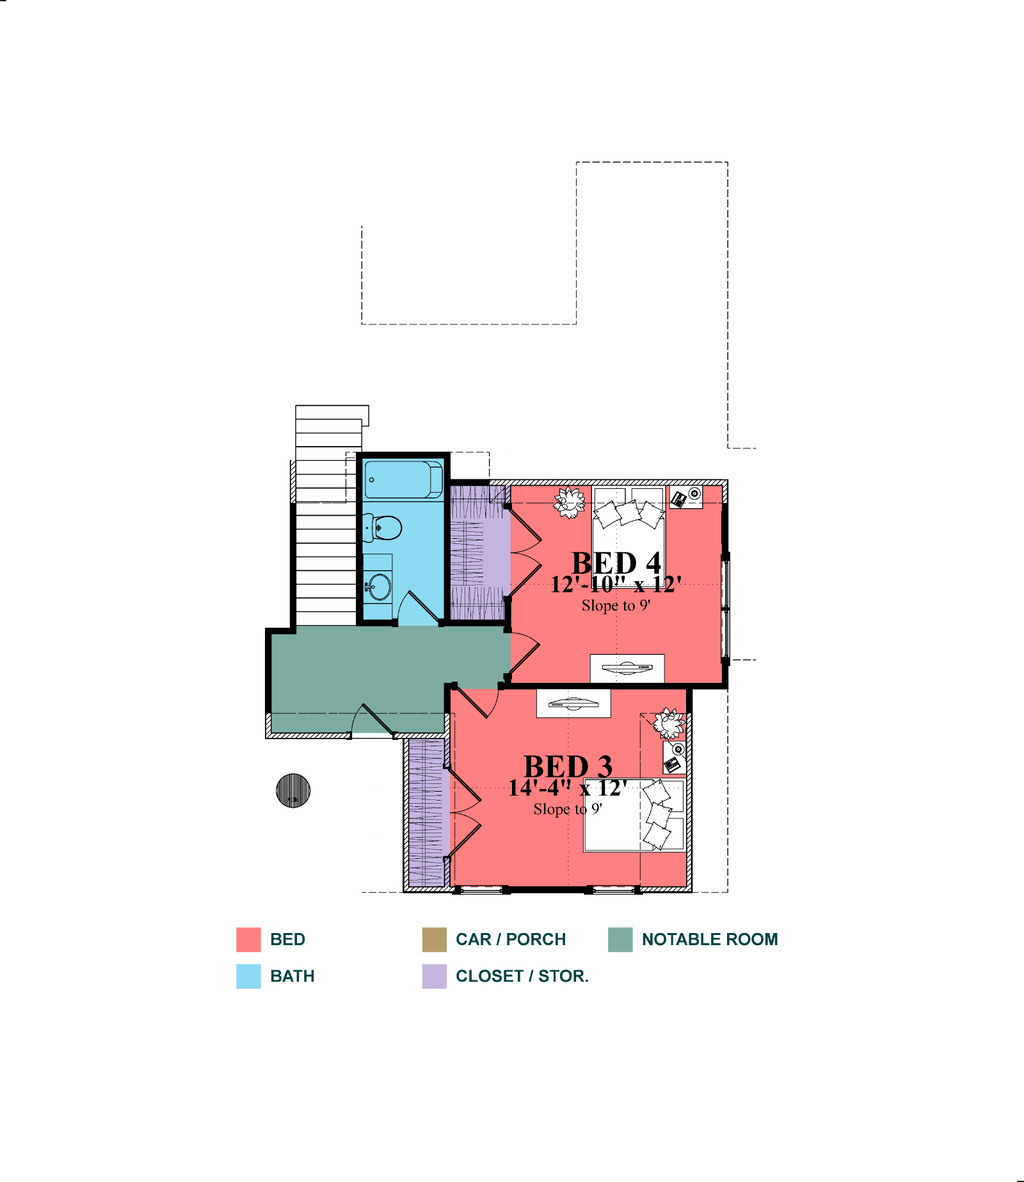 BED 4
12'-10" x 12'
Slope to 9'
BED 3
14'-4" x 12'
Slope to 9'
BED
CAR / PORCH
NOTABLE ROOM
BATH
CLOSET / STOR.